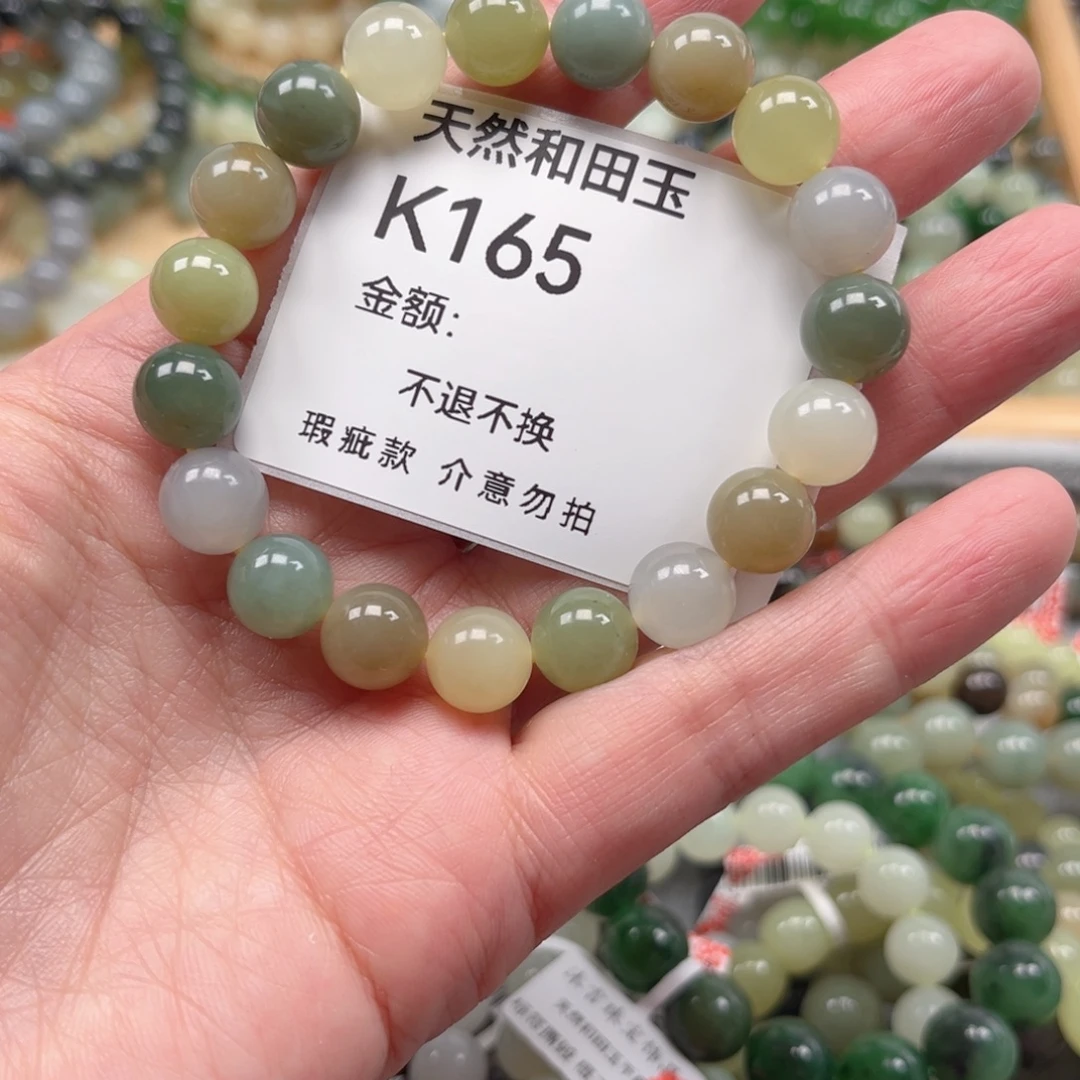 天然和田玉
K165
金额:
不退不换
瑕疵款 介意勿拍